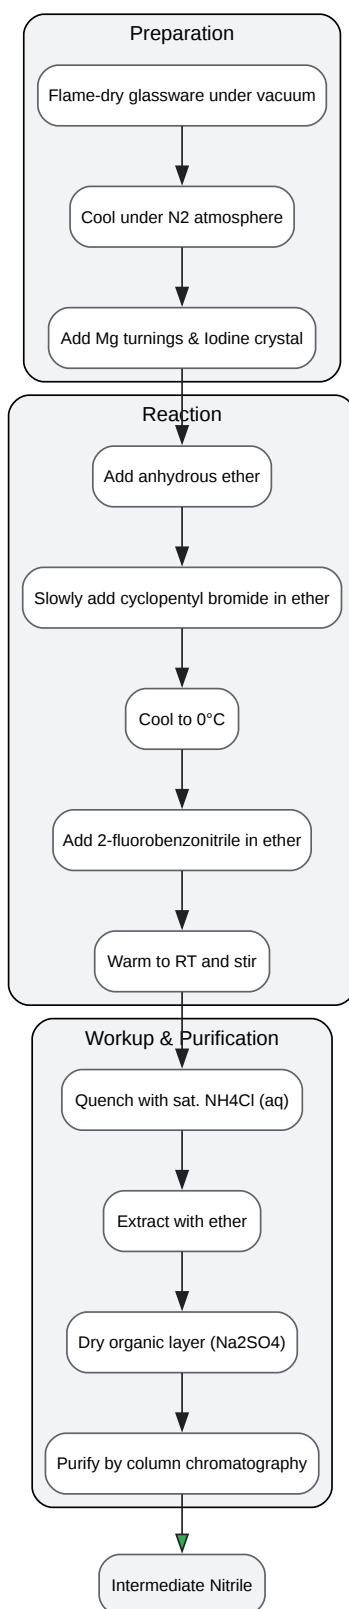 Preparation
Flame-dry glassware under vacuum
Cool under N2 atmosphere
Add Mg turnings & Iodine crystal
Reaction
Add anhydrous ether
Slowly add cyclopentyl bromide in ether
Cool to 0°C
Add 2-fluorobenzonitrile in ether
Warm to RT and stir
Workup & Purification
Quench with sat. NH4Cl (aq)
Extract with ether
Dry organic layer (Na2SO4)
Purify by column chromatography
Intermediate Nitrile